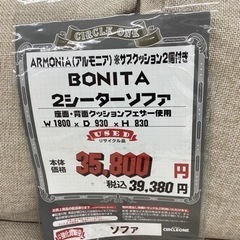 CIRCLE ONE
ARMONIA(アルモニア)※サブクッション2個付き
BONITA
2シーターソファ
座面・背面クッションフェザー使用
W1800×D 930×H 830
USED
リサイクル品
本体価格 35,800円
税込 39,380円
ソファ
CIRCLEONE